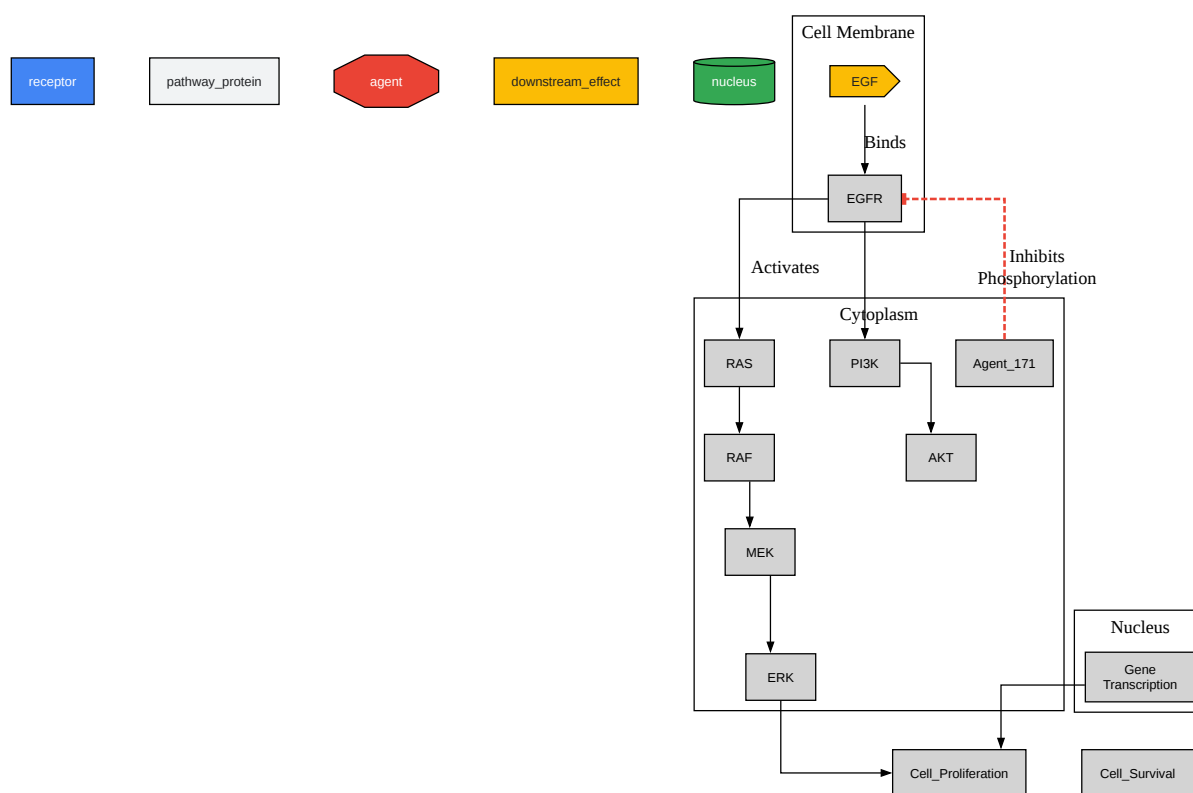 Cell Membrane
receptor
pathway_protein
agent
downstream_effect
nucleus
EGF
Binds
EGFR
Activates
Inhibits
Phosphorylation
Cytoplasm
RAS
PI3K
Agent_171
RAF
AKT
MEK
Nucleus
ERK
Gene
Transcription
Cell_Proliferation
Cell_Survival